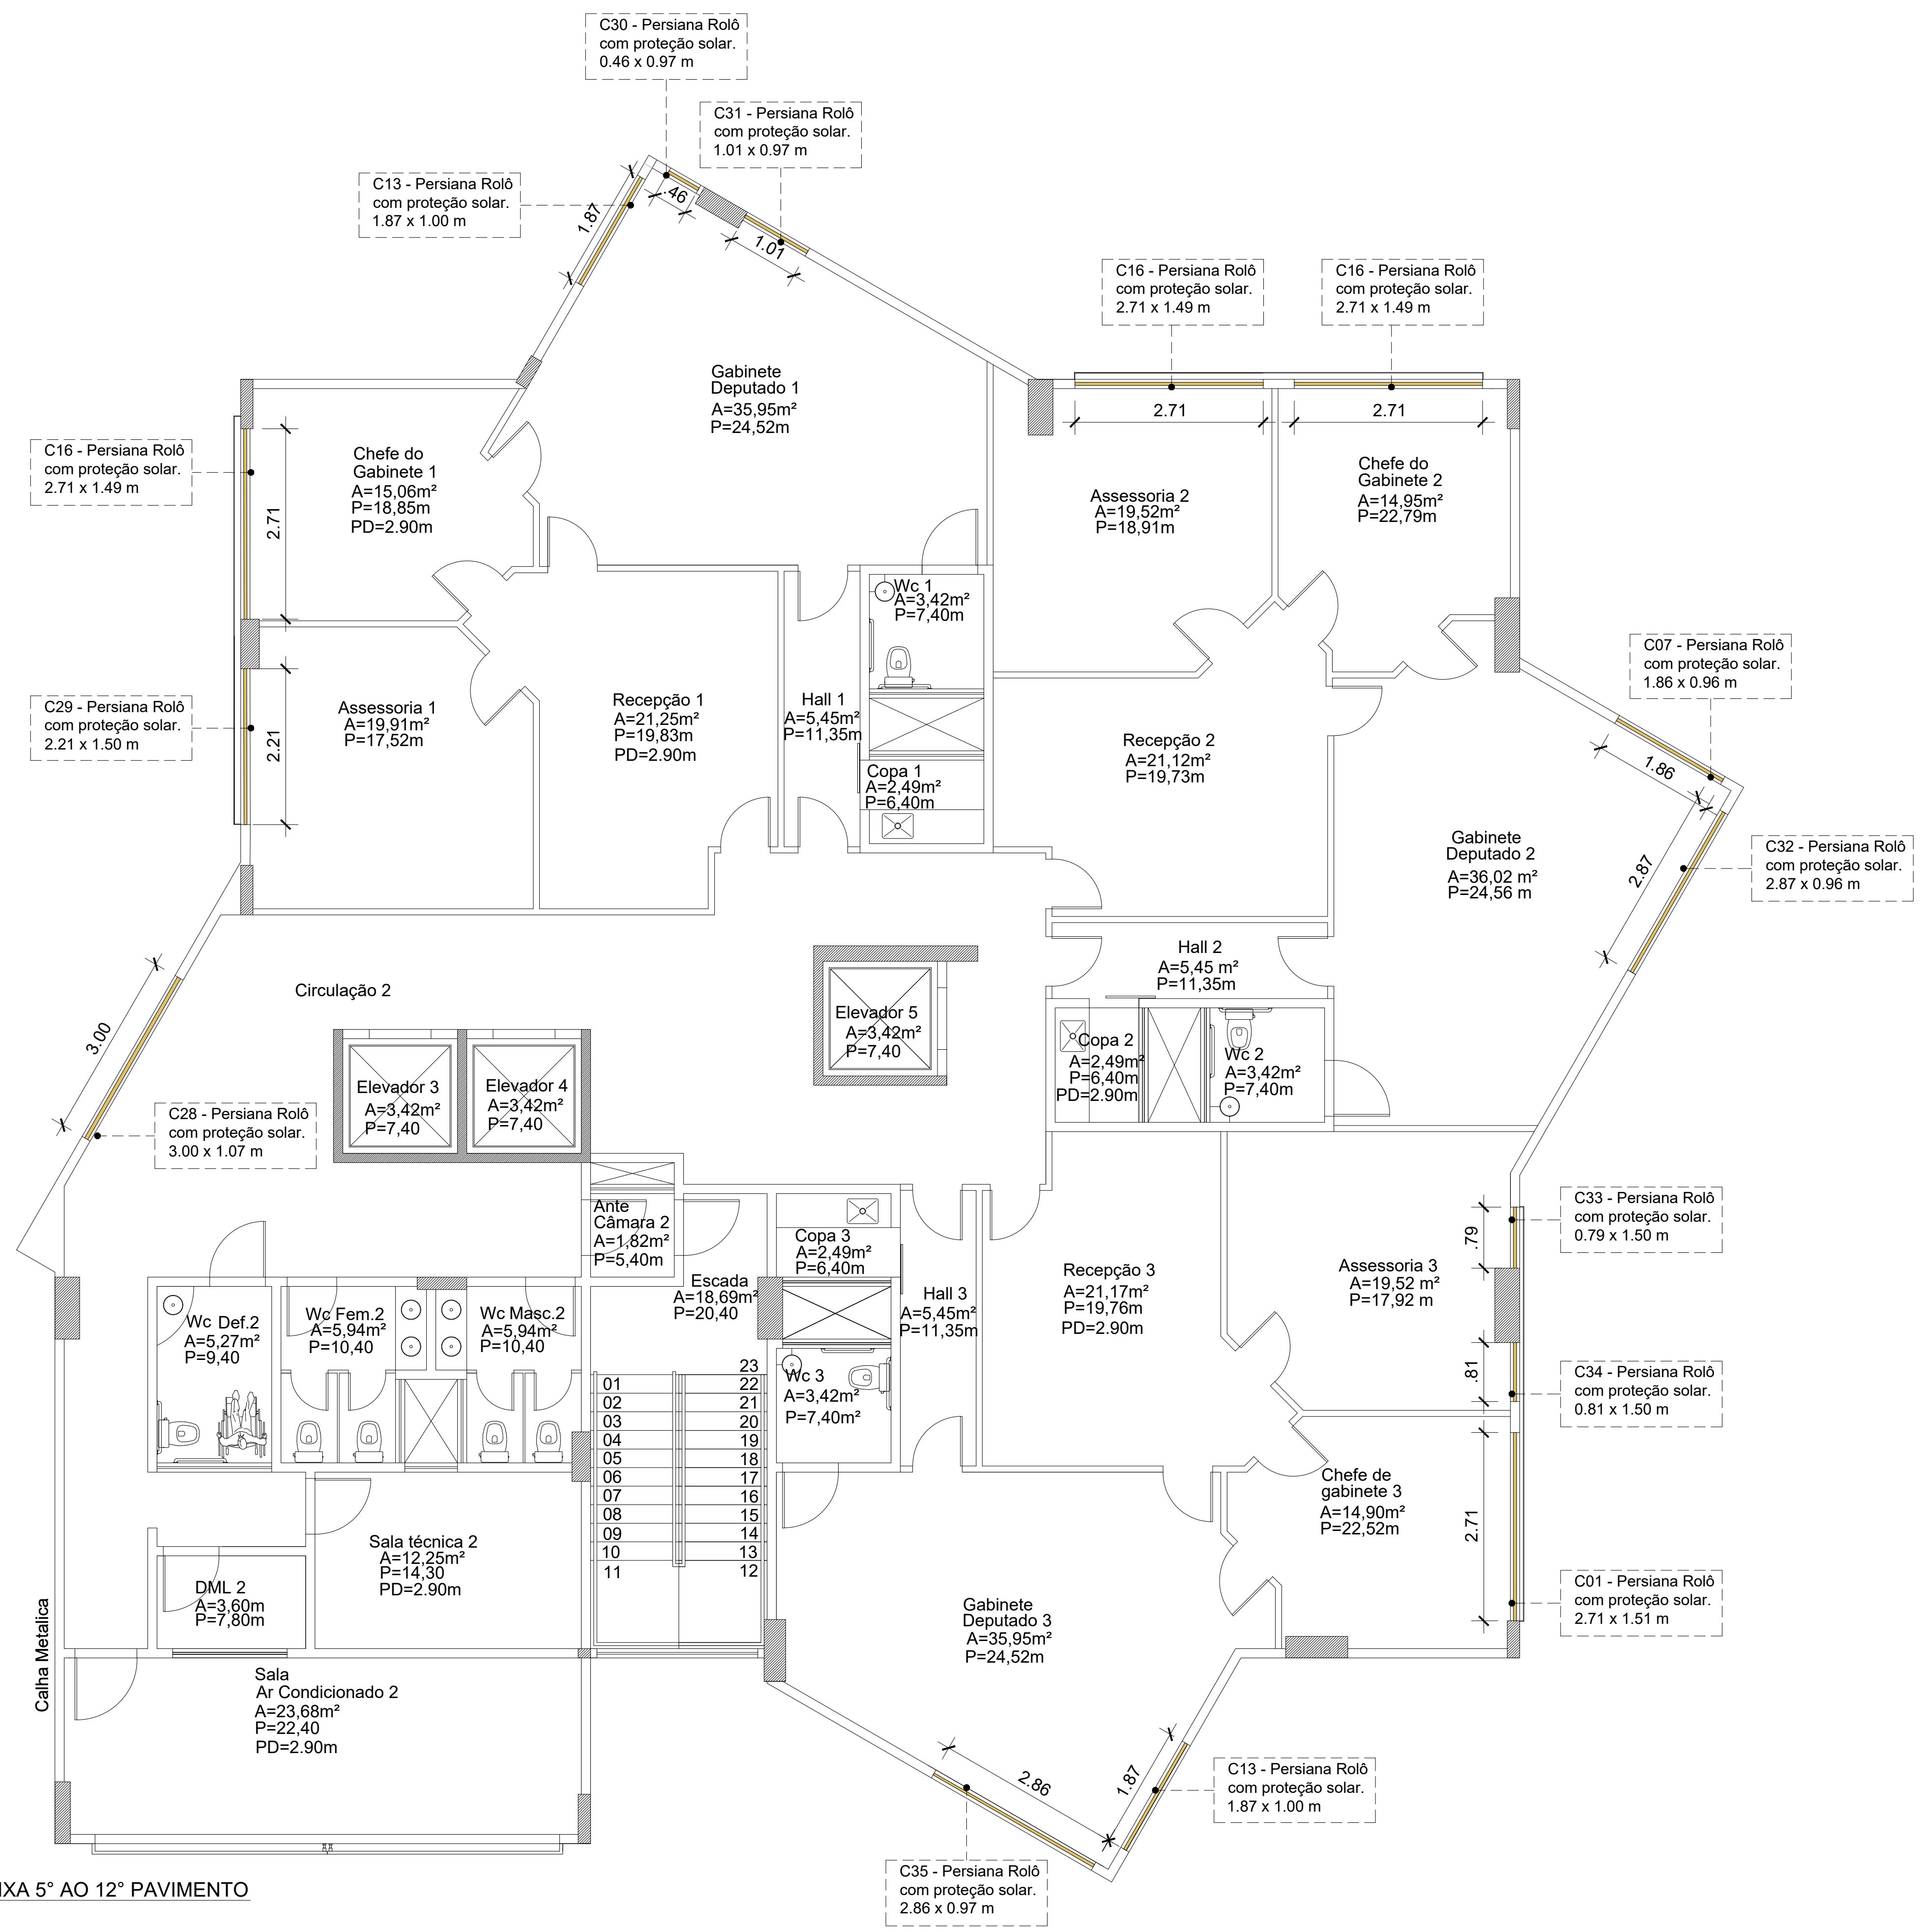 C30 - Persiana Rolô
com proteção solar.
0.46 x 0.97 m
C31 - Persiana Rolô
com proteção solar.
1.01 x 0.97 m
C13 - Persiana Rolô
com proteção solar.
1.87 x 1.00 m
1.87
.46
1.01
C16 - Persiana Rolô
com proteção solar.
2.71 x 1.49 m
C16 - Persiana Rolô
com proteção solar.
2.71 x 1.49 m
2.71
2.71
Gabinete
Deputado 1
A=35,95m²
P=24,52m
C16 - Persiana Rolô
com proteção solar.
2.71 x 1.49 m
2.71
Chefe do
Gabinete 1
A=15,06m²
P=18,85m
PD=2.90m
Assessoria 2
A=19,52m²
P=18,91m
Chefe do
Gabinete 2
A=14,95m²
P=22,79m
Wc 1
A=3,42m²
P=7,40m
C07 - Persiana Rolô
com proteção solar.
1.86 x 0.96 m
1.86
C29 - Persiana Rolô
com proteção solar.
2.21 x 1.50 m
2.21
Assessoria 1
A=19,91m²
P=17,52m
Recepção 1
A=21,25m²
P=19,83m
PD=2.90m
Hall 1
A=5,45m²
P=11,35m
Copa 1
A=2,49m²
P=6,40m
Recepção 2
A=21,12m²
P=19,73m
Gabinete
Deputado 2
A=36,02 m²
P=24,56 m
2.87
C32 - Persiana Rolô
com proteção solar.
2.87 x 0.96 m
Hall 2
A=5,45 m²
P=11,35m
Circulação 2
3.00
Elevador 5
A=3,42m²
P=7,40
Copa 2
A=2,49m²
P=6,40m
PD=2.90m
Wc 2
A=3,42m²
P=7,40m
Elevador 3
A=3,42m²
P=7,40
Elevador 4
A=3,42m²
P=7,40
C28 - Persiana Rolô
com proteção solar.
3.00 x 1.07 m
Ante
Câmara 2
A=1,82m²
P=5,40m
Copa 3
A=2,49m²
P=6,40m
C33 - Persiana Rolô
com proteção solar.
0.79 x 1.50 m
.79
Escada
A=18,69m²
P=20,40
Hall 3
A=5,45m²
P=11,35m
Recepção 3
A=21,17m²
P=19,76m
PD=2.90m
Assessoria 3
A=19,52 m²
P=17,92 m
Wc Def.2
A=5,27m²
P=9,40
Wc Fem.2
A=5,94m²
P=10,40
Wc Masc.2
A=5,94m²
P=10,40
Wc 3
A=3,42m²
P=7,40m²
.81
C34 - Persiana Rolô
com proteção solar.
0.81 x 1.50 m
23
01 22
02 21
03 20
04 19
05 18
06 17
07 16
08 15
09 14
10 13
11 12
Chefe de
gabinete 3
A=14,90m²
P=22,52m
2.71
C01 - Persiana Rolô
com proteção solar.
2.71 x 1.51 m
Sala técnica 2
A=12,25m²
P=14,30
PD=2.90m
DML 2
A=3,60m
P=7,80m
Calha Metalica
Gabinete
Deputado 3
A=35,95m²
P=24,52m
Sala
Ar Condicionado 2
A=23,68m²
P=22,40
PD=2.90m
2.86
1.87
C13 - Persiana Rolô
com proteção solar.
1.87 x 1.00 m
C35 - Persiana Rolô
com proteção solar.
2.86 x 0.97 m
IXA 5° AO 12° PAVIMENTO